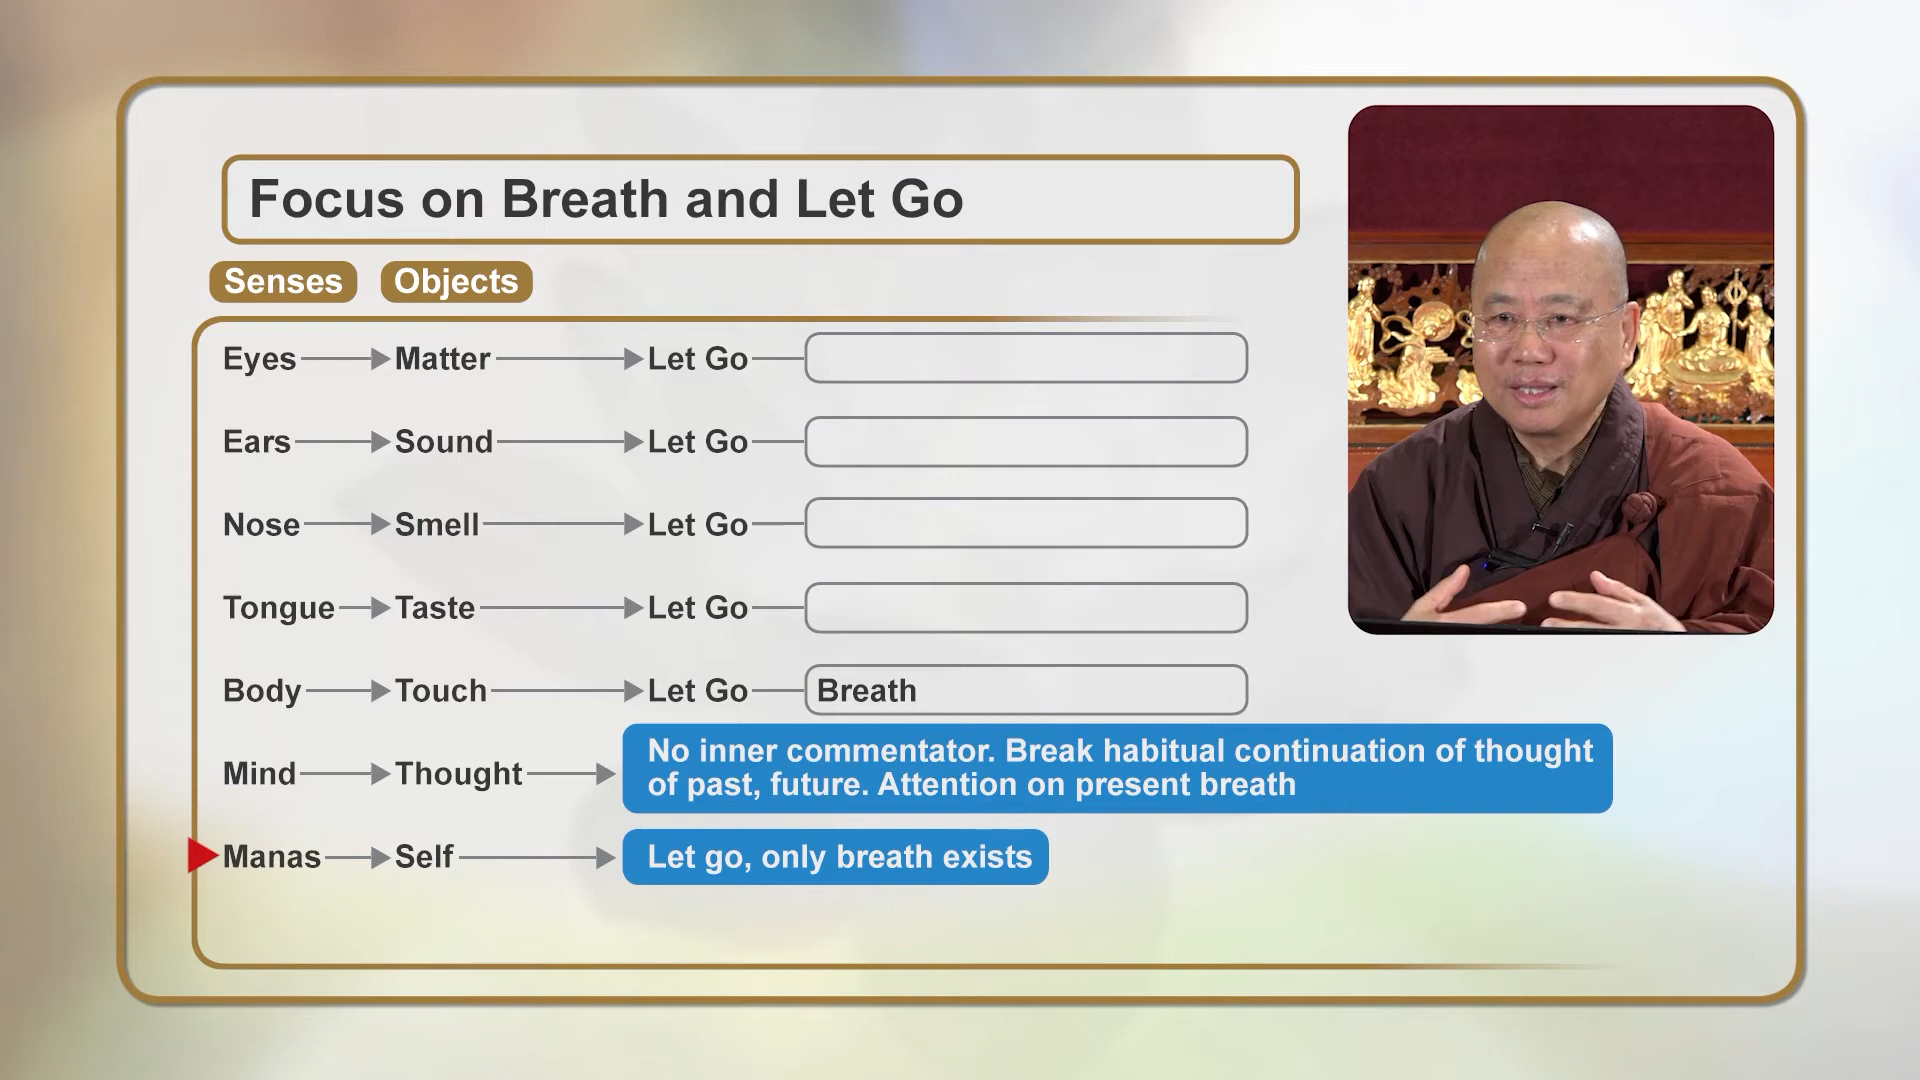 Focus on Breath and Let Go
Senses Objects
Eyes Matter Let Go
Ears Sound Let Go
Nose Smell Let Go
Tongue Taste Let Go
Body Touch Let Go Breath
Mind Thought No inner commentator. Break habitual continuation of thought
of past, future. Attention on present breath
Manas Self Let go, only breath exists